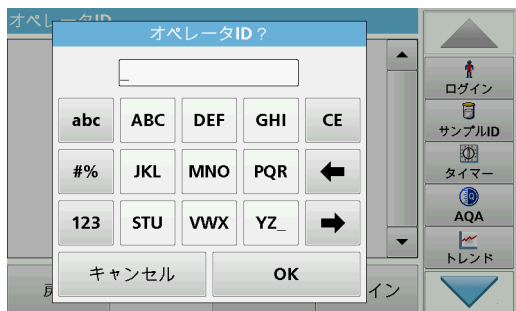 オペレータID
オペレータID？
_
abc ABC DEF GHI CE
#% JKL MNO PQR
123 STU VWX YZ_
キャンセル OK
戻 イン
ログイン
サンプルID
タイマー
AQA
トレンド